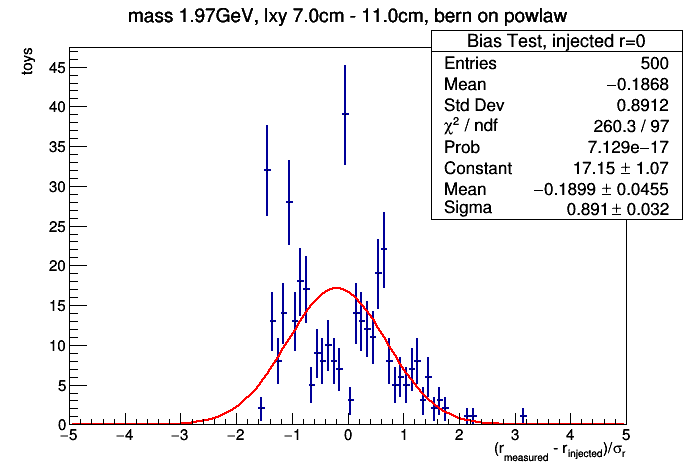 mass 1.97GeV, lxy 7.0cm - 11.0cm, bern on powlaw
Bias Test, injected r=0
Entries 500
Mean −0.1868
Std Dev 0.8912
χ² / ndf 260.3 / 97
Prob 7.129e−17
Constant 17.15 ± 1.07
Mean −0.1899 ± 0.0455
Sigma 0.891 ± 0.032
toys
45
40
35
30
25
20
15
10
5
0
−5 −4 −3 −2 −1 0 1 2 3 4 5
(r_measured - r_injected)/σ_r